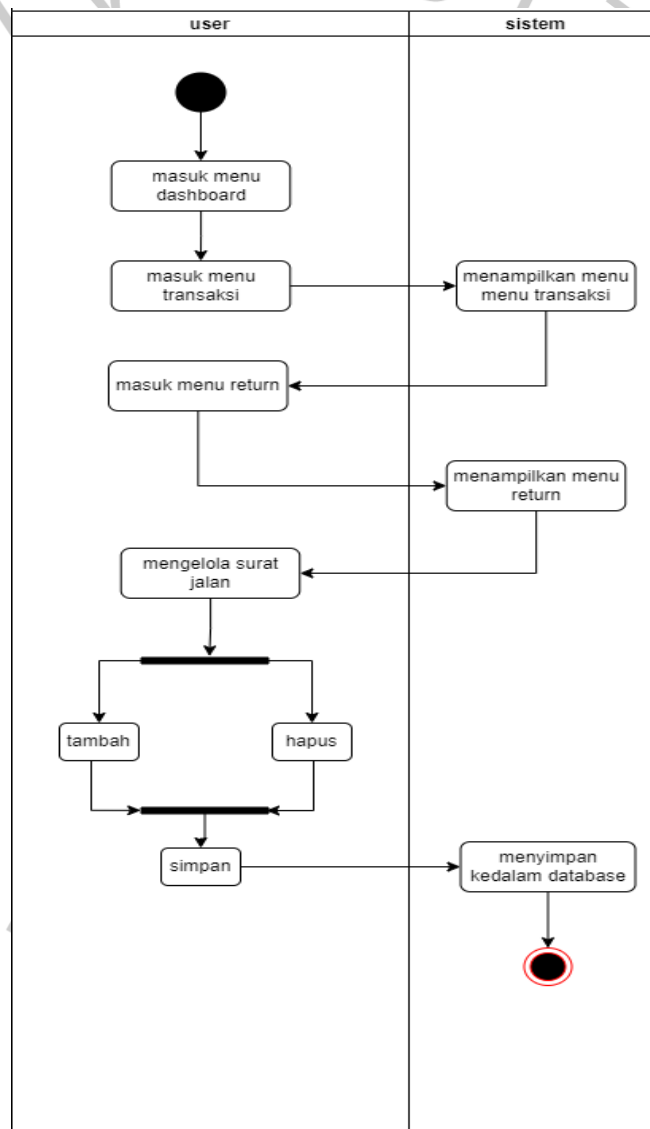 user
sistem
masuk menu
dashboard
masuk menu
transaksi
menampilkan menu
menu transaksi
masuk menu return
menampilkan menu
return
mengelola surat
jalan
tambah
hapus
simpan
menyimpan
kedalam database